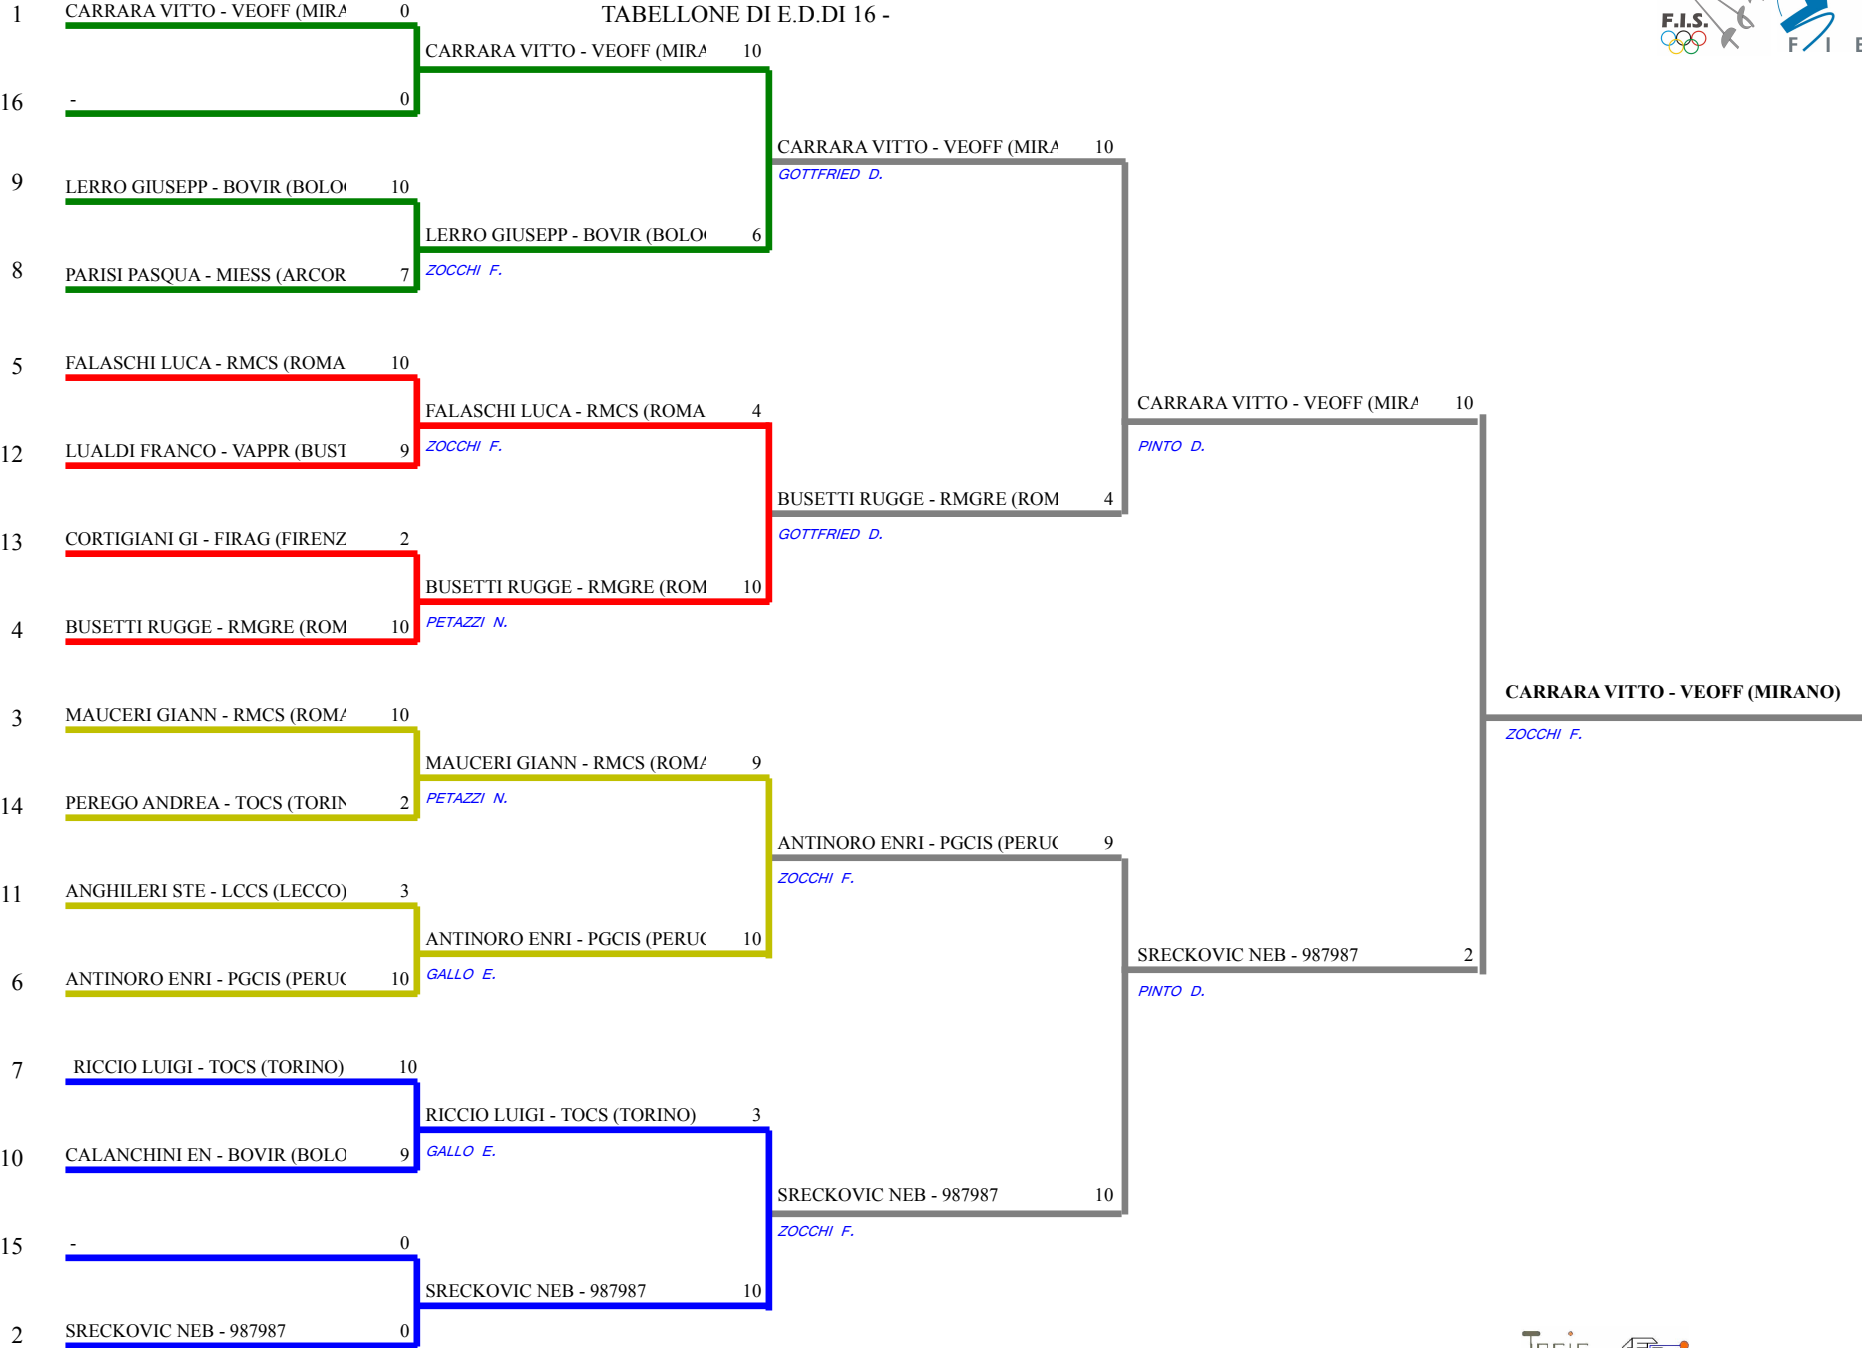 TABELLONE DI E.D.DI 16 -
F.I.S.
F I E
1 CARRARA VITTO - VEOFF (MIRA 0
CARRARA VITTO - VEOFF (MIRA 10
16 - 0
CARRARA VITTO - VEOFF (MIRA 10
GOTTFRIED D.
9 LERRO GIUSEPP - BOVIR (BOLO 10
LERRO GIUSEPP - BOVIR (BOLO 6
ZOCCHI F.
8 PARISI PASQUA - MIESS (ARCOR 7
5 FALASCHI LUCA - RMCS (ROMA 10
FALASCHI LUCA - RMCS (ROMA 4
ZOCCHI F.
CARRARA VITTO - VEOFF (MIRA 10
PINTO D.
12 LUALDI FRANCO - VAPPR (BUST 9
BUSETTI RUGGE - RMGRE (ROM 4
GOTTFRIED D.
13 CORTIGIANI GI - FIRAG (FIRENZ 2
BUSETTI RUGGE - RMGRE (ROM 10
PETAZZI N.
4 BUSETTI RUGGE - RMGRE (ROM 10
CARRARA VITTO - VEOFF (MIRANO)
ZOCCHI F.
3 MAUCERI GIANN - RMCS (ROMA 10
MAUCERI GIANN - RMCS (ROMA 9
PETAZZI N.
14 PEREGO ANDREA - TOCS (TORIN 2
ANTINORO ENRI - PGCIS (PERUG 9
ZOCCHI F.
11 ANGHILERI STE - LCCS (LECCO) 3
ANTINORO ENRI - PGCIS (PERUG 10
GALLO E.
SRECKOVIC NEB - 987987 2
PINTO D.
6 ANTINORO ENRI - PGCIS (PERUG 10
7 RICCIO LUIGI - TOCS (TORINO) 10
RICCIO LUIGI - TOCS (TORINO) 3
GALLO E.
10 CALANCHINI EN - BOVIR (BOLO 9
SRECKOVIC NEB - 987987 10
ZOCCHI F.
15 - 0
SRECKOVIC NEB - 987987 10
2 SRECKOVIC NEB - 987987 0